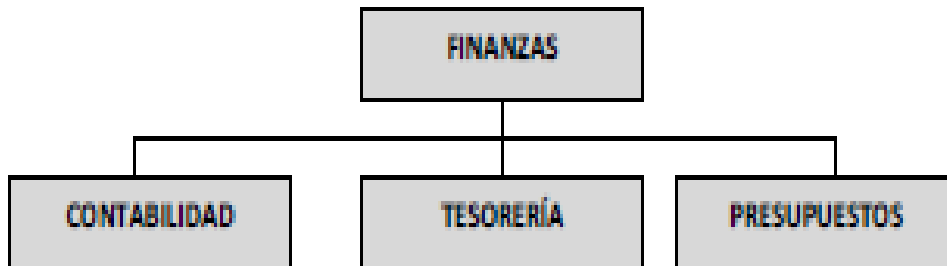 FINANZAS
CONTABILIDAD
TESORERÍA
PRESUPUESTOS